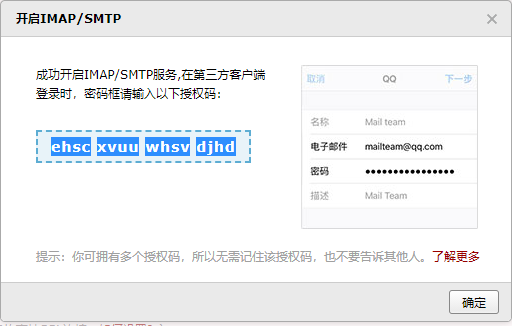 开启IMAP/SMTP
成功开启IMAP/SMTP服务,在第三方客户端
登录时，密码框请输入以下授权码：
ehsc xvuu whsv djhd
取消 QQ 下一步
名称 Mail team
电子邮件 mailteam@qq.com
密码 ●●●●●●●●●●●●●●●●
描述 Mail Team
提示：你可拥有多个授权码，所以无需记住该授权码，也不要告诉其他人。了解更多
确定